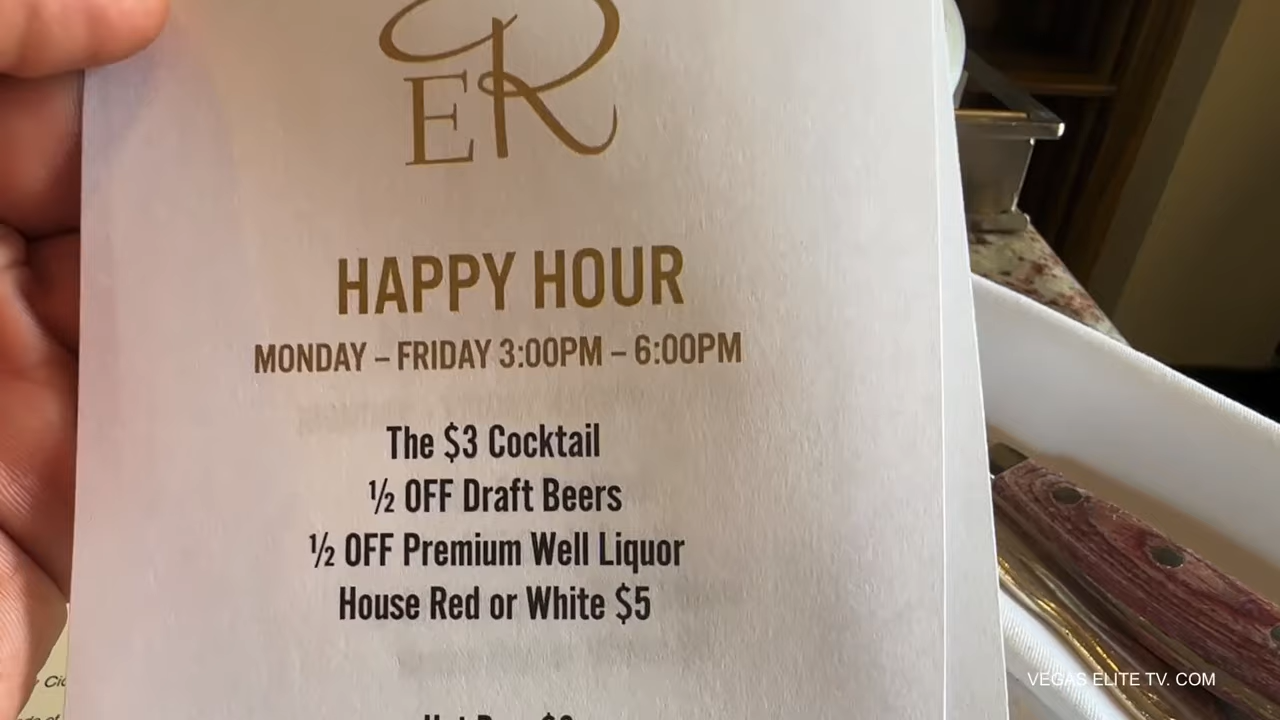 ER
HAPPY HOUR
MONDAY – FRIDAY 3:00PM – 6:00PM
The $3 Cocktail
½ OFF Draft Beers
½ OFF Premium Well Liquor
House Red or White $5
VEGAS ELITE TV. COM